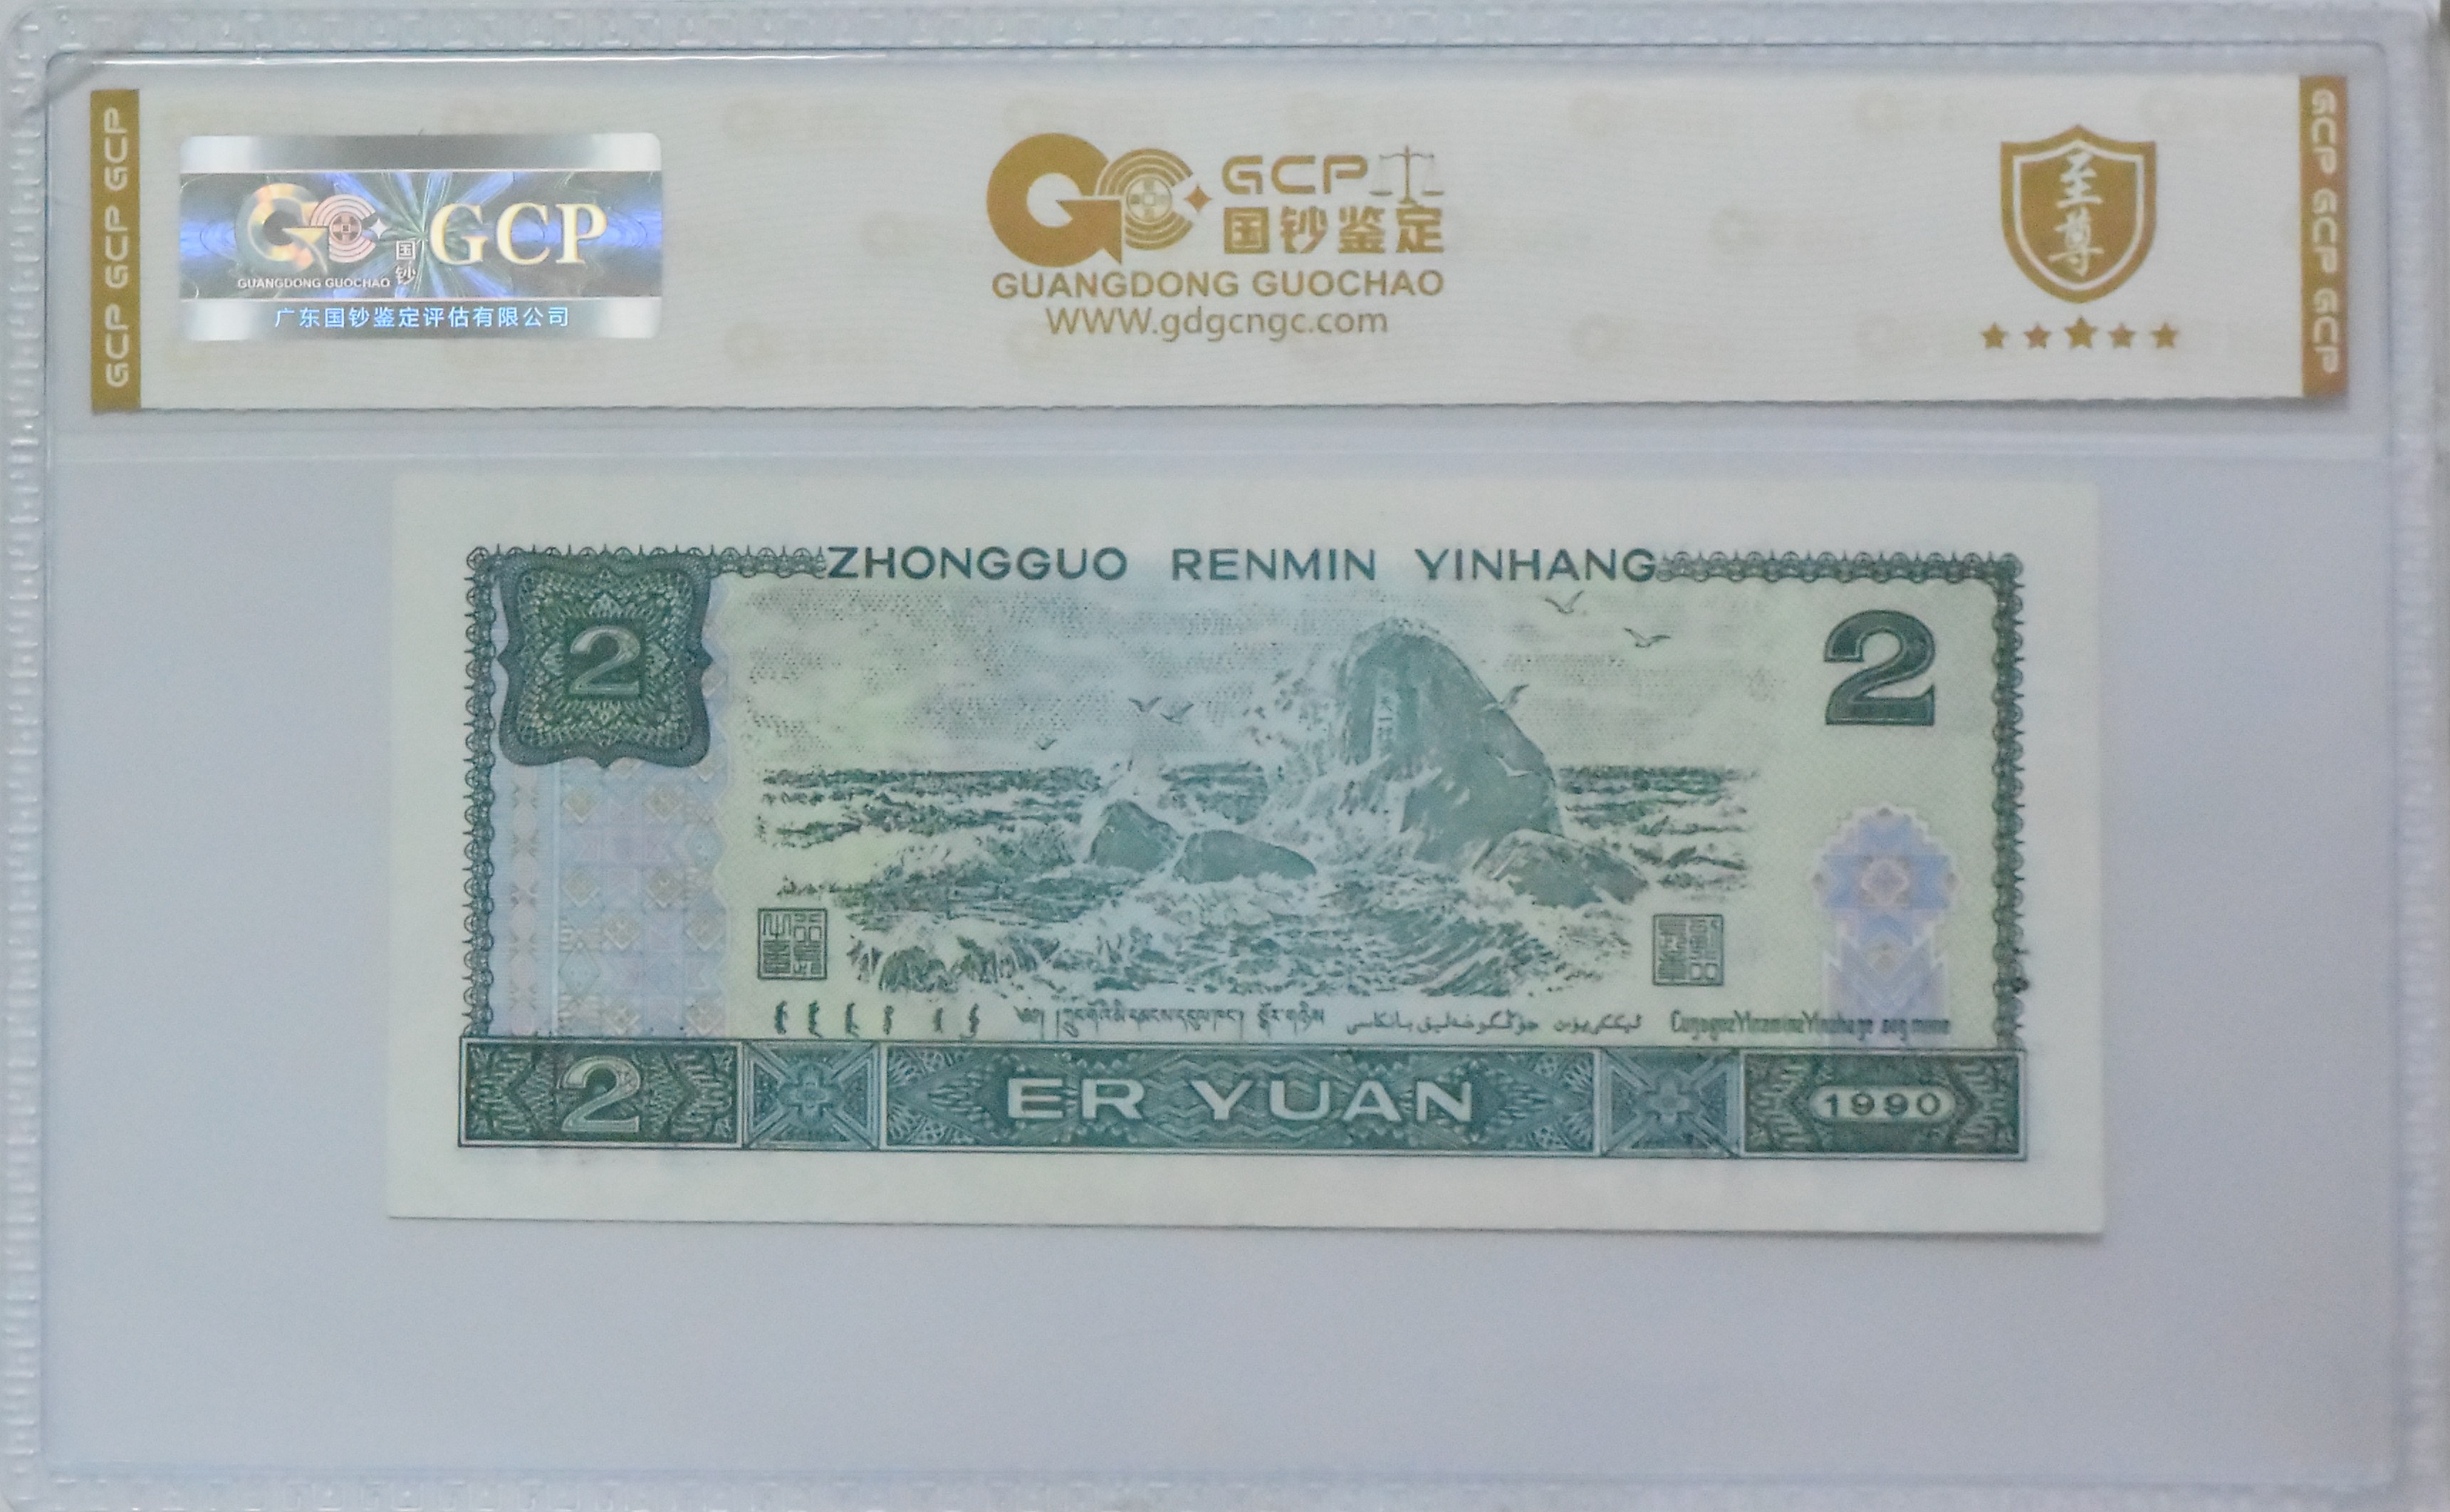 GCP GCP GCP
GCP
国钞
GUANGDONG GUOCHAO
广东国钞鉴定评估有限公司
GCP
国钞鉴定
GUANGDONG GUOCHAO
WWW.gdgcngc.com
至尊
GCP GCP GCP
ZHONGGUO RENMIN YINHANG
2
2
2
ER YUAN
1990